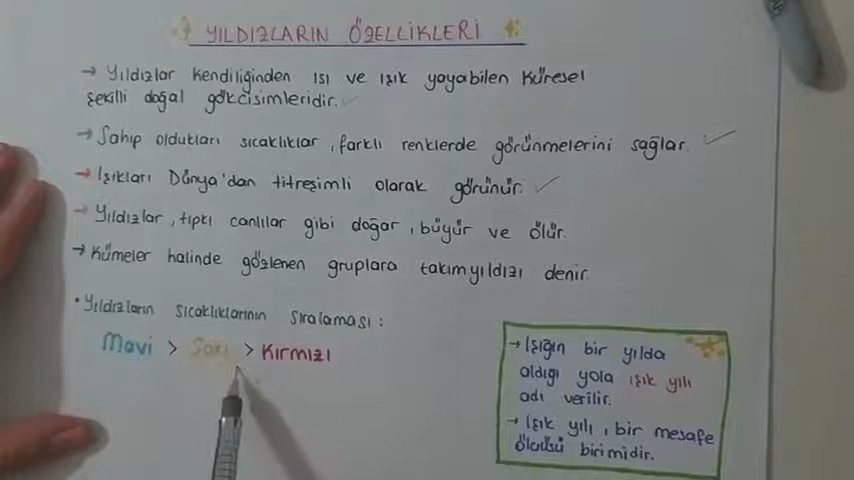 YILDIZLARIN ÖZELLİKLERİ
→ Yıldızlar kendiliğinden ısı ve ışık yayabilen küresel
şekilli doğal gökcisimleridir.
→ Sahip oldukları sıcaklıklar, farklı renklerde görünmelerini sağlar.
→ Işıkları Dünya'dan titreşimli olarak görünür.
→ Yıldızlar, tıpkı canlılar gibi doğar, büyür ve ölür.
→ Kümeler halinde gözlenen gruplara takımyıldızı denir.
• Yıldızların sıcaklıklarının sıralaması:
Mavi > Sarı > Kırmızı
→ Işığın bir yılda
aldığı yola ışık yılı
adı verilir.
→ Işık yılı, bir mesafe
ölçüsü birimidir.